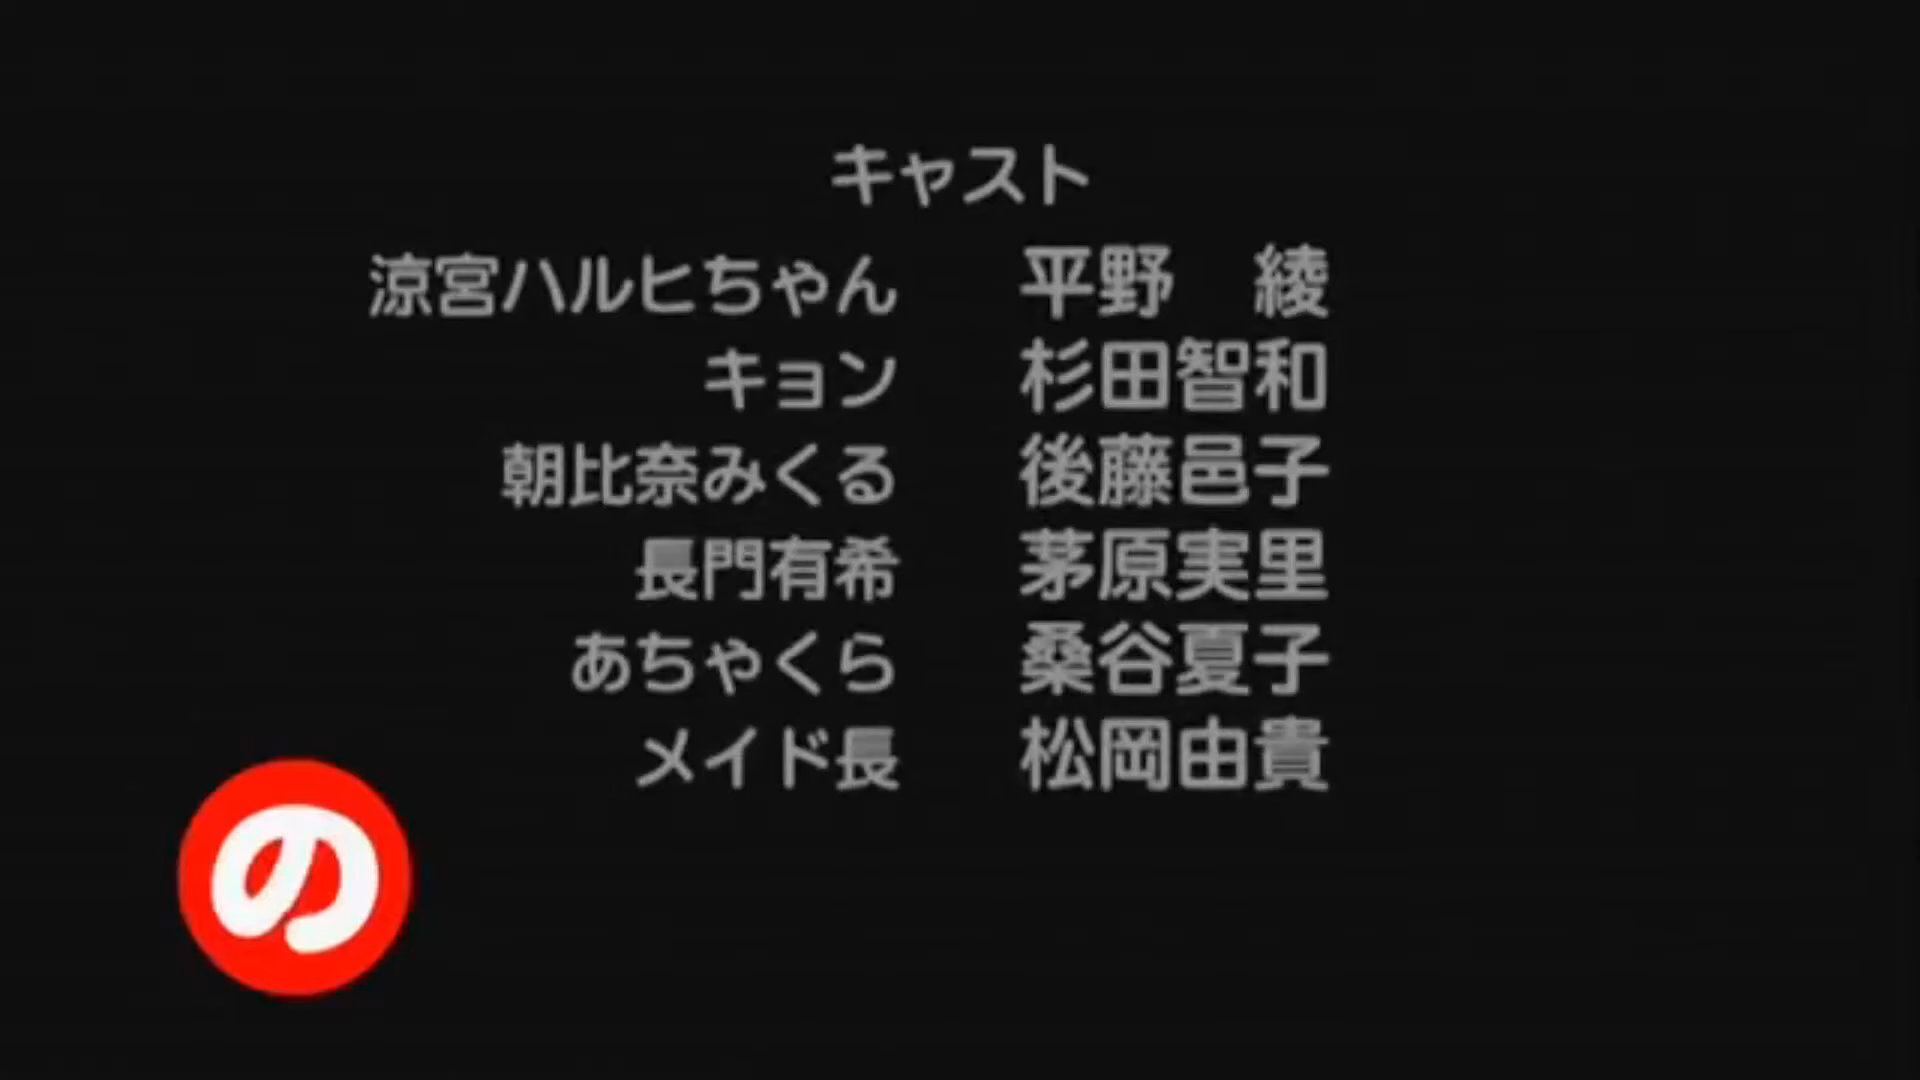 キャスト
涼宮ハルヒちゃん 平野 綾
キョン 杉田智和
朝比奈みくる 後藤邑子
長門有希 茅原実里
あちゃくら 桑谷夏子
メイド長 松岡由貴
の